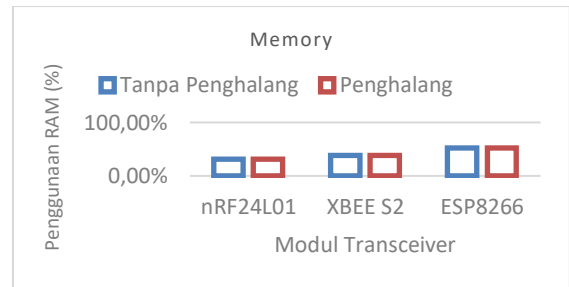 Memory
Tanpa Penghalang Penghalang
Penggunaan RAM (%)
100,00%
0,00%
nRF24L01 XBEE S2 ESP8266
Modul Transceiver